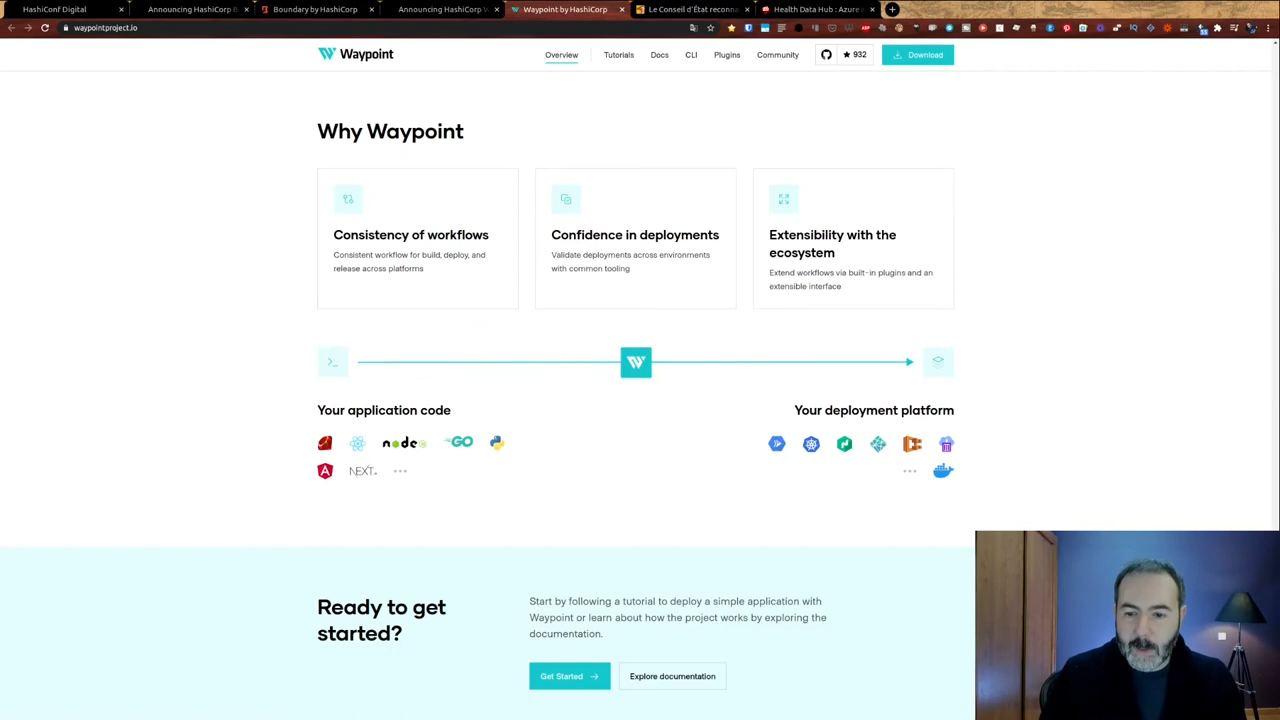 HashiConf Digital
Announcing HashiCorp B
Boundary by HashiCorp
Announcing HashiCorp W
Waypoint by HashiCorp
Le Conseil d'État reconna
Health Data Hub : Azure a
waypointproject.io
Waypoint
Overview
Tutorials
Docs
CLI
Plugins
Community
932
Download
Why Waypoint
Consistency of workflows
Consistent workflow for build, deploy, and
release across platforms
Confidence in deployments
Validate deployments across environments
with common tooling
Extensibility with the
ecosystem
Extend workflows via built-in plugins and an
extensible interface
Your application code
Your deployment platform
node
GO
NEXT
Ready to get
started?
Start by following a tutorial to deploy a simple application with
Waypoint or learn about how the project works by exploring the
documentation.
Get Started
Explore documentation